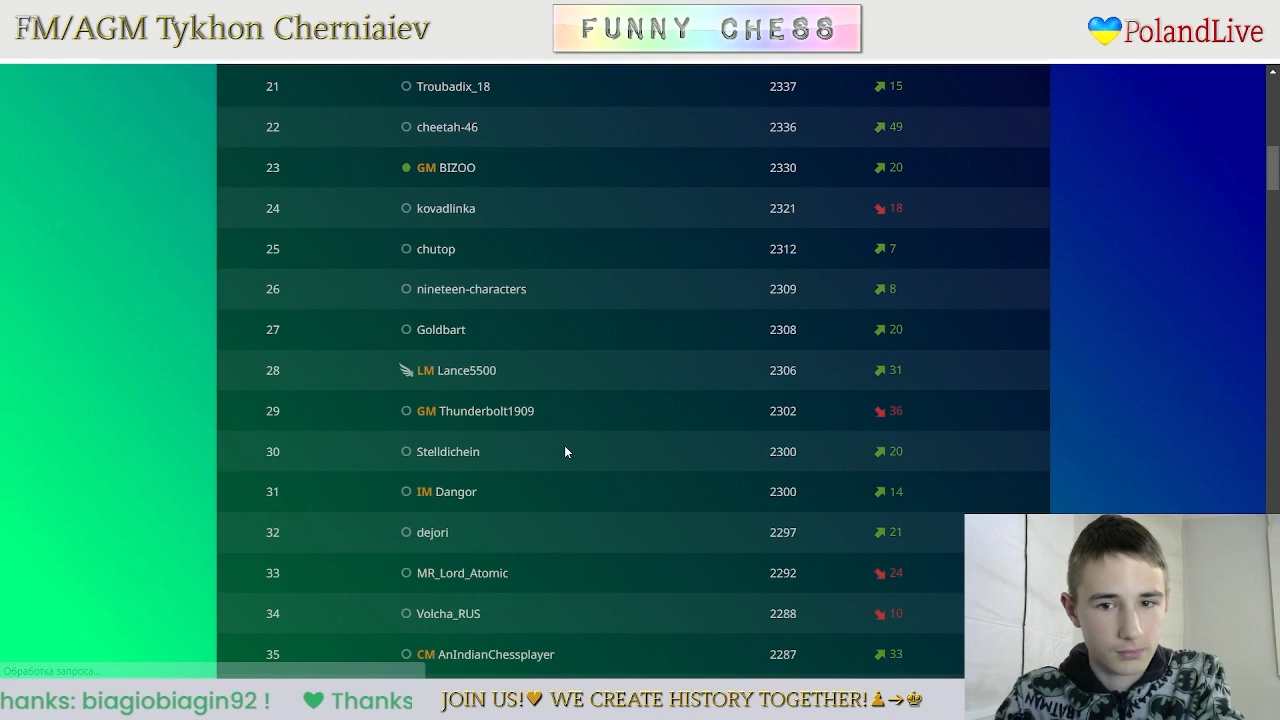 FM/AGM Tykhon Cherniaiev
FUNNY CHESS
PolandLive
21 Troubadix_18 2337 15
22 cheetah-46 2336 49
23 GM BIZOO 2330 20
24 kovadlinka 2321 18
25 chutop 2312 7
26 nineteen-characters 2309 8
27 Goldbart 2308 20
28 LM Lance5500 2306 31
29 GM Thunderbolt1909 2302 36
30 Stelldichein 2300 20
31 IM Dangor 2300 14
32 dejori 2297 21
33 MR_Lord_Atomic 2292 24
34 Volcha_RUS 2288 10
35 CM AnIndianChessplayer 2287 33
Обработка запроса...
hanks: biagiobiagin92 ! 💚 Thanks
JOIN US!🧡 WE CREATE HISTORY TOGETHER!♟→♚
BATMAN